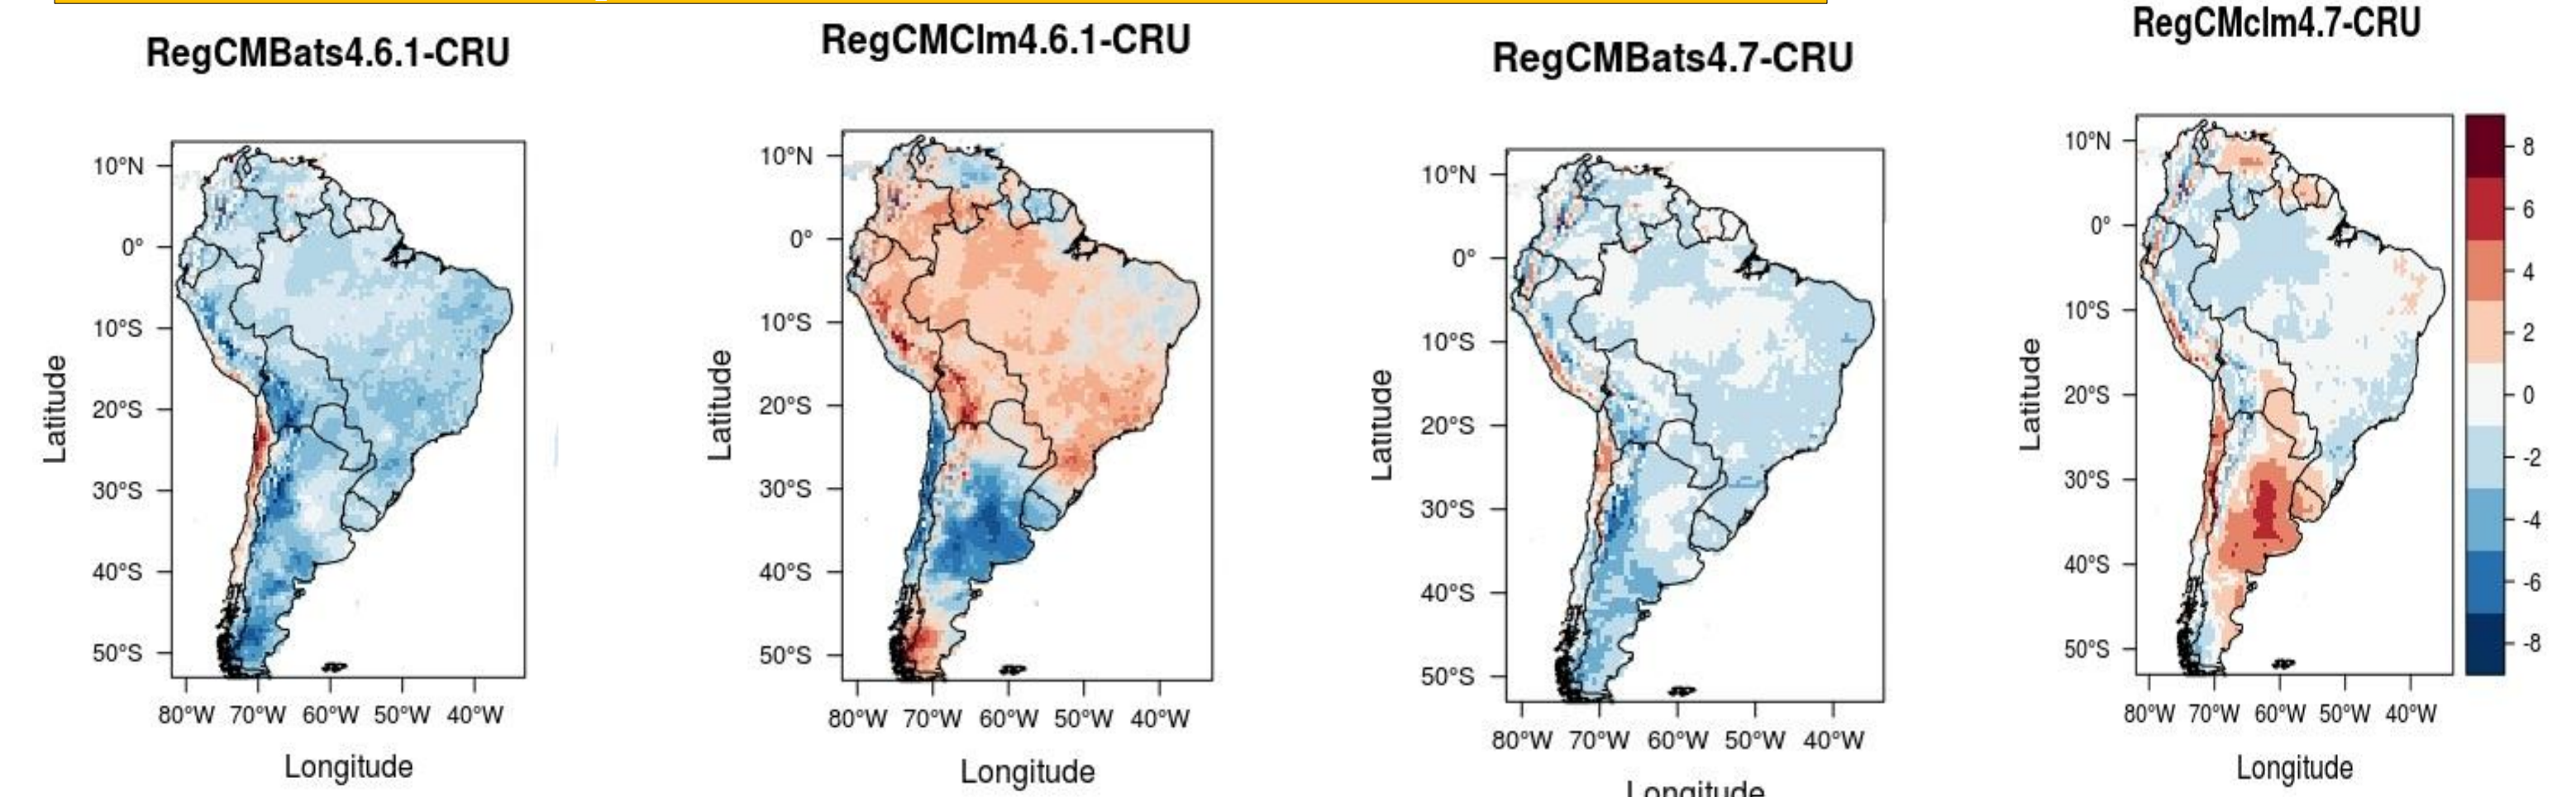 RegCMBats4.6.1-CRU
10°N
0°
10°S
20°S
30°S
40°S
50°S
Latitude
80°W 70°W 60°W 50°W 40°W
Longitude
RegCMClm4.6.1-CRU
10°N
0°
10°S
20°S
30°S
40°S
50°S
Latitude
80°W 70°W 60°W 50°W 40°W
Longitude
RegCMBats4.7-CRU
10°N
0°
10°S
20°S
30°S
40°S
50°S
Latitude
80°W 70°W 60°W 50°W 40°W
Longitude
RegCMclm4.7-CRU
10°N
0°
10°S
20°S
30°S
40°S
50°S
Latitude
80°W 70°W 60°W 50°W 40°W
Longitude
8
6
4
2
0
-2
-4
-6
-8